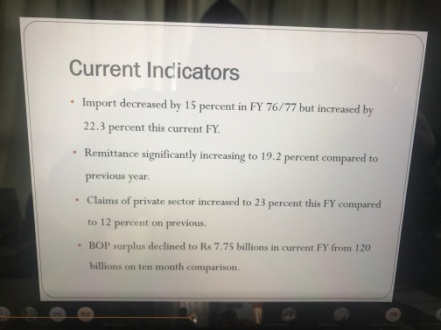 Current Indicators
• Import decreased by 15 percent in FY 76/77 but increased by
22.3 percent this current FY.
• Remittance significantly increasing to 19.2 percent compared to
previous year.
• Claims of private sector increased to 23 percent this FY compared
to 12 percent on previous.
• BOP surplus declined to Rs 7.75 billions in current FY from 120
billions on ten month comparison.